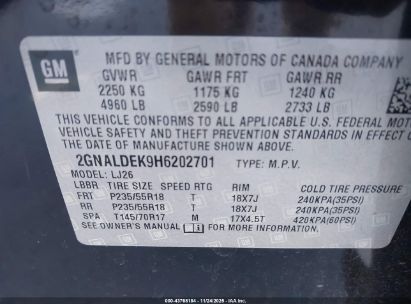 GM
MFD BY GENERAL MOTORS OF CANADA COMPANY
GVWR GAWR FRT GAWR RR
2250 KG 1175 KG 1240 KG
4960 LB 2590 LB 2733 LB
THIS VEHICLE CONFORMS TO ALL APPLICABLE U.S. FEDERAL MOTOR
VEHICLE SAFETY, BUMPER, AND THEFT PREVENTION STANDARDS IN
EFFECT ON THE DATE OF MANUFACTURE SHOWN ABOVE.
2GNALDEK9H6202701 TYPE: M.P.V.
MODEL: LJ26
LBBR TIRE SIZE SPEED RTG RIM COLD TIRE PRESSURE
FRT P235/55R18 T 18X7J 240KPA(35PSI)
RR P235/55R18 T 18X7J 240KPA(35PSI)
SPA T145/70R17 M 17X4.5T 420KPA(60PSI)
SEE OWNER'S MANUAL FOR MORE INFORMATION.